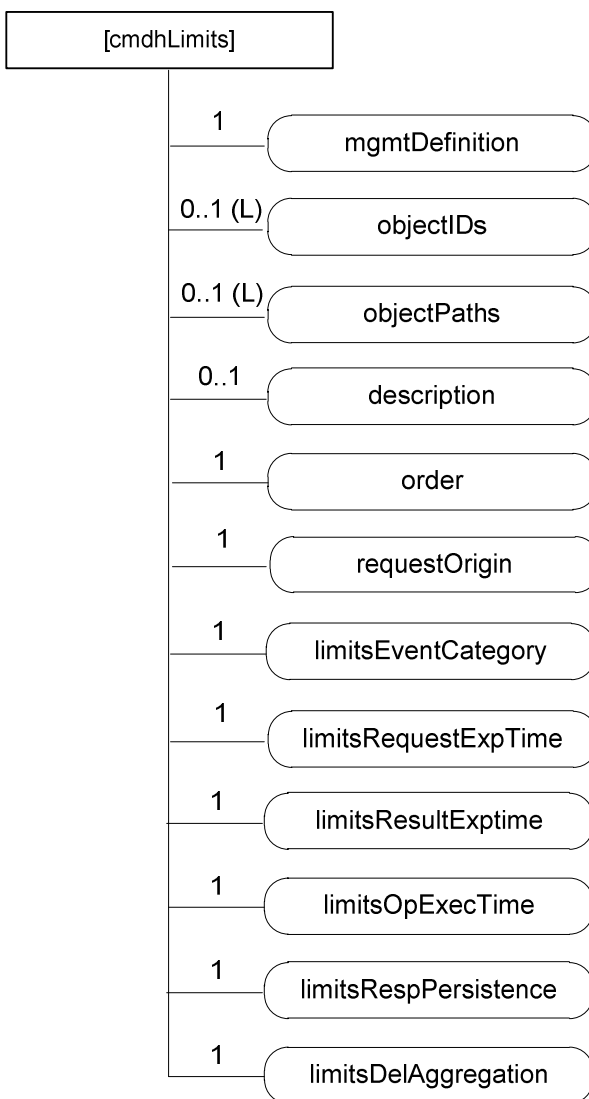 [cmdhLimits]
1
mgmtDefinition
0..1 (L)
objectIDs
0..1 (L)
objectPaths
0..1
description
1
order
1
requestOrigin
1
limitsEventCategory
1
limitsRequestExpTime
1
limitsResultExptime
1
limitsOpExecTime
1
limitsRespPersistence
1
limitsDelAggregation